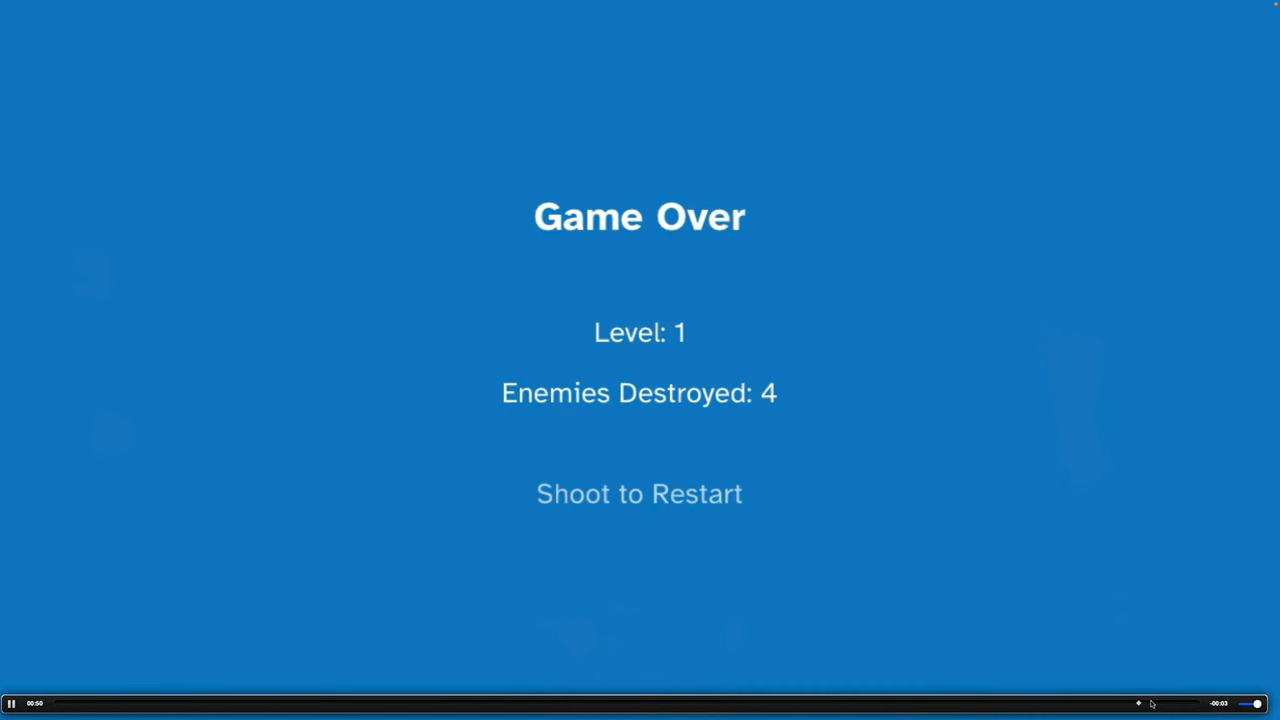 Game Over
Level: 1
Enemies Destroyed: 4
Shoot to Restart
00:50
-00:03